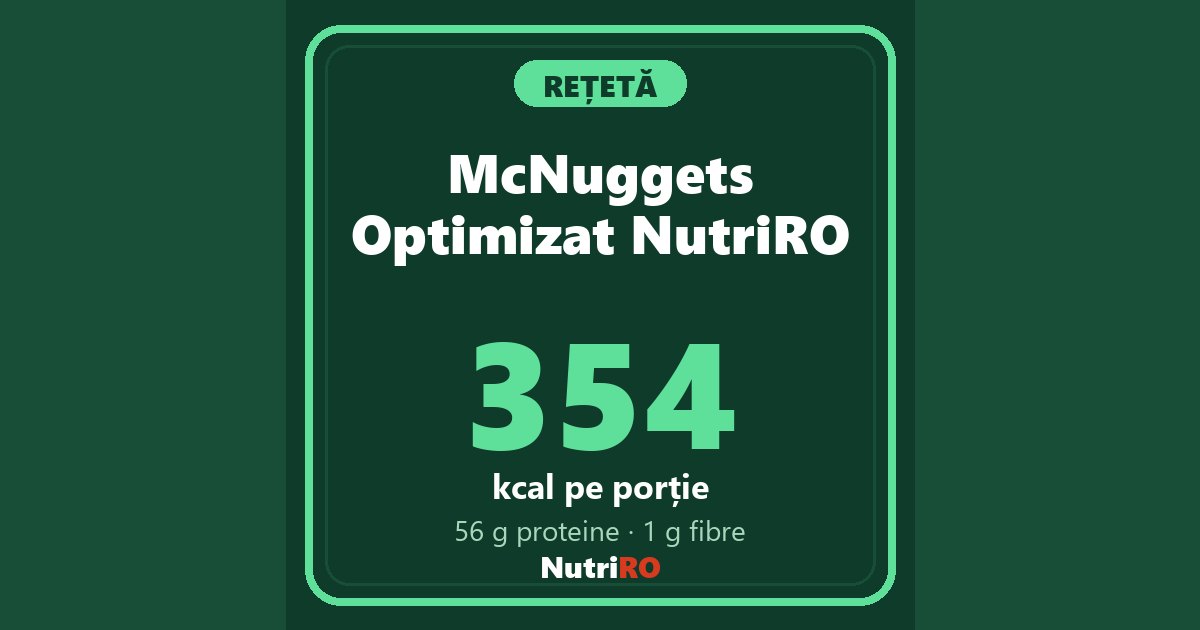 REȚETĂ
McNuggets
Optimizat NutriRO
354
kcal pe porție
56 g proteine · 1 g fibre
NutriRO